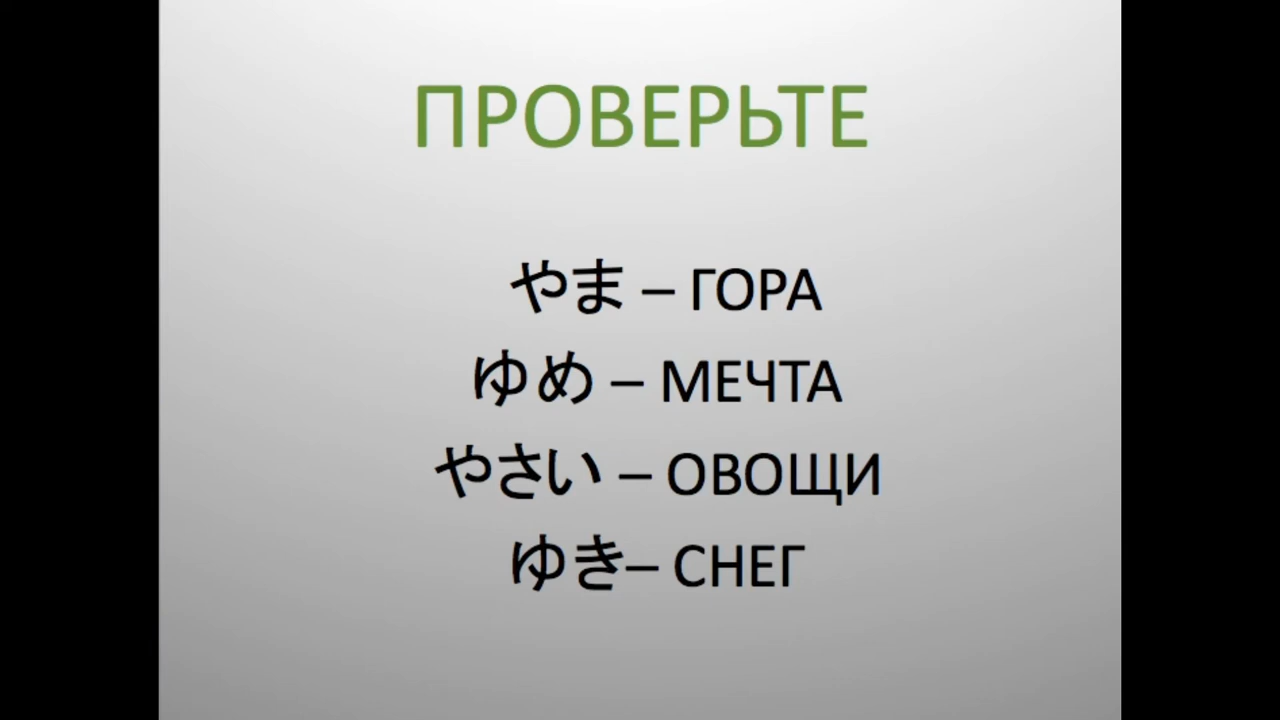 ПРОВЕРЬТЕ
やま – ГОРА
ゆめ – МЕЧТА
やさい – ОВОЩИ
ゆき– СНЕГ